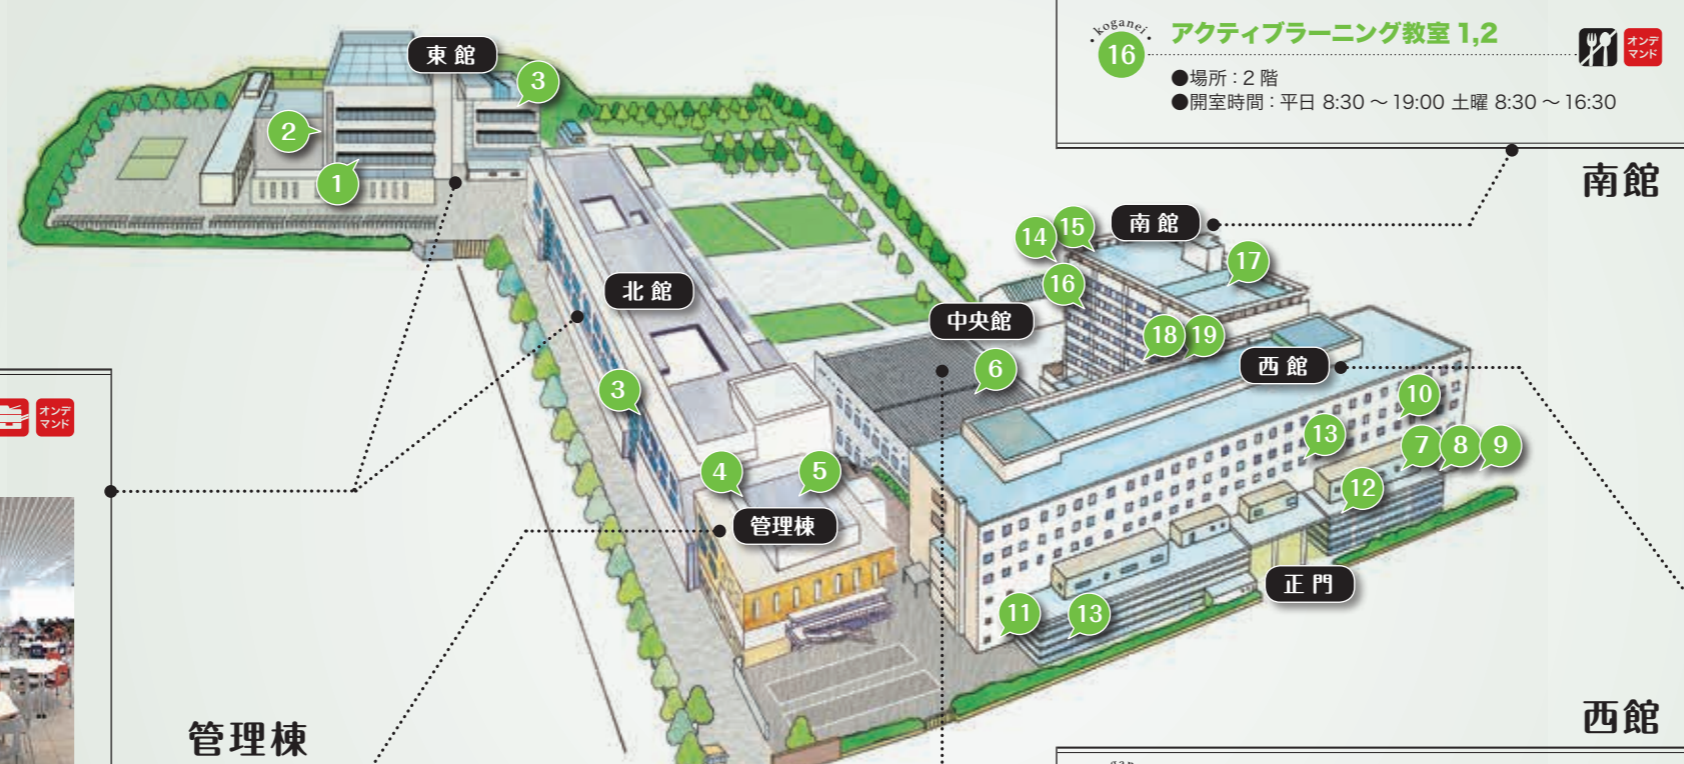 koganei
16
アクティブラーニング教室 1,2
オンデ
マンド
●場所：2 階
●開室時間：平日 8:30 〜 19:00 土曜 8:30 〜 16:30
南館
東館
3
2
1
南館
14
15
16
17
北館
中央館
18
19
6
西館
3
10
オンデ
マンド
13
7
8
9
4
5
12
管理棟
正門
11
13
管理棟
西館